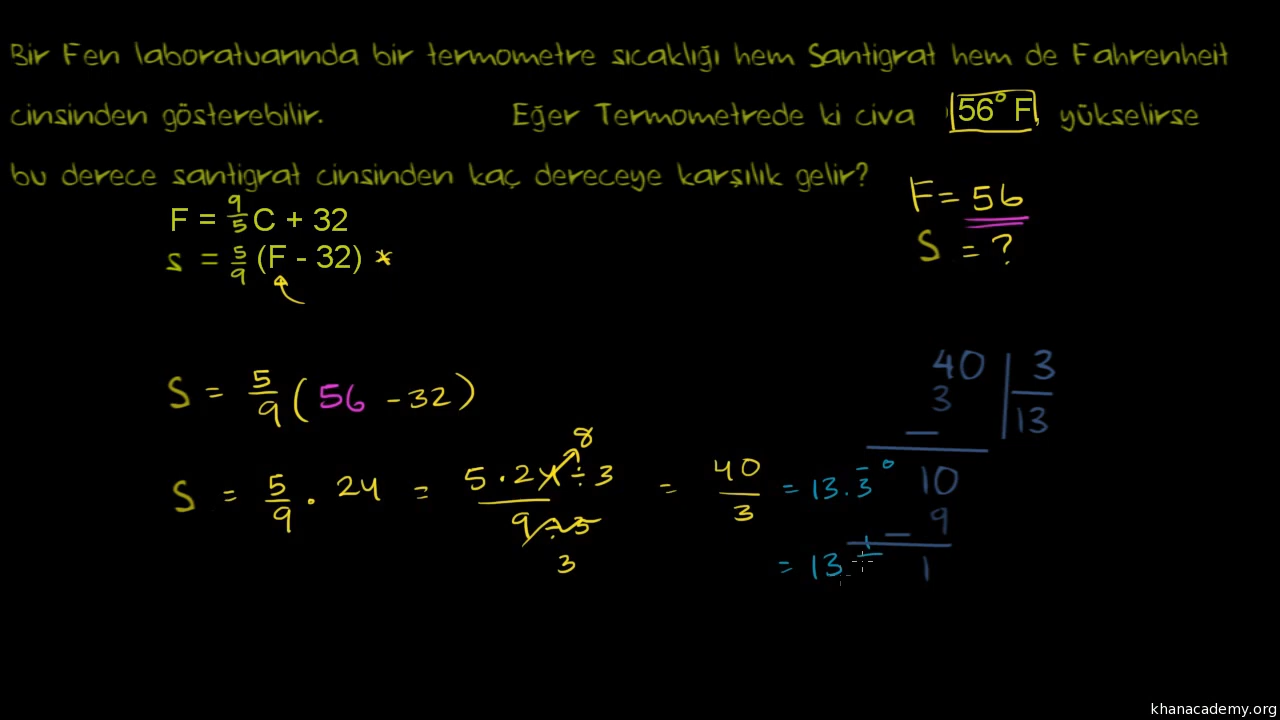 Bir Fen laboratuarında bir termometre sıcaklığı hem Santigrat hem de Fahrenheit
cinsinden gösterebilir. Eğer Termometrede ki civa 56° F, yükselirse
bu derece santigrat cinsinden kaç dereceye karşılık gelir?
F = 9/5 C + 32
s = 5/9 (F - 32) *
F = 56
S = ?
S = 5/9 (56 - 32)
S = 5/9 . 24 = 5 . 24 ÷ 3 / 9 ÷ 3 = 40/3 = 13.3̅°
8
3
= 13 1
40 | 3
3 13
10
9
1
khanacademy.org